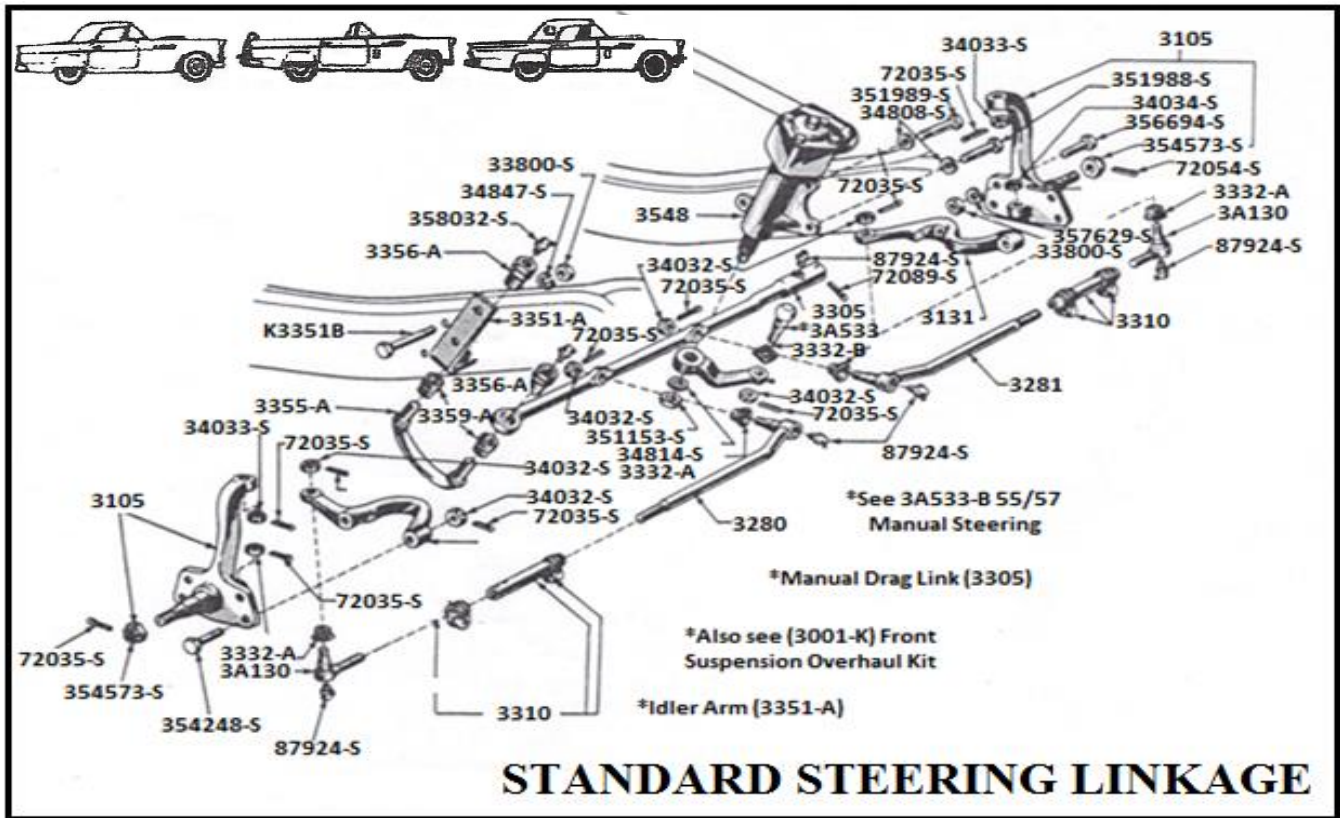 34033-S
3105
72035-S
351988-S
351989-S
34034-S
34808-S
356694-S
354573-S
33800-S
72035-S
72054-S
34847-S
3332-A
358032-S
3548
3A130
3356-A
357629-S
87924-S
34032-S
87924-S
33800-S
72035-S
72089-S
K3351B
3351-A
3305
3131
3310
72035-S
*3A533
3332-B
3356-A
3281
3355-A
3359-A
34032-S
34032-S
72035-S
34033-S
72035-S
351153-S
34814-S
87924-S
34032-S
3332-A
3105
34032-S
72035-S
3280
*See 3A533-B 55/57
Manual Steering
*Manual Drag Link (3305)
72035-S
*Also see (3001-K) Front
Suspension Overhaul Kit
72035-S
3332-A
3A130
354573-S
3310
*Idler Arm (3351-A)
354248-S
87924-S
STANDARD STEERING LINKAGE